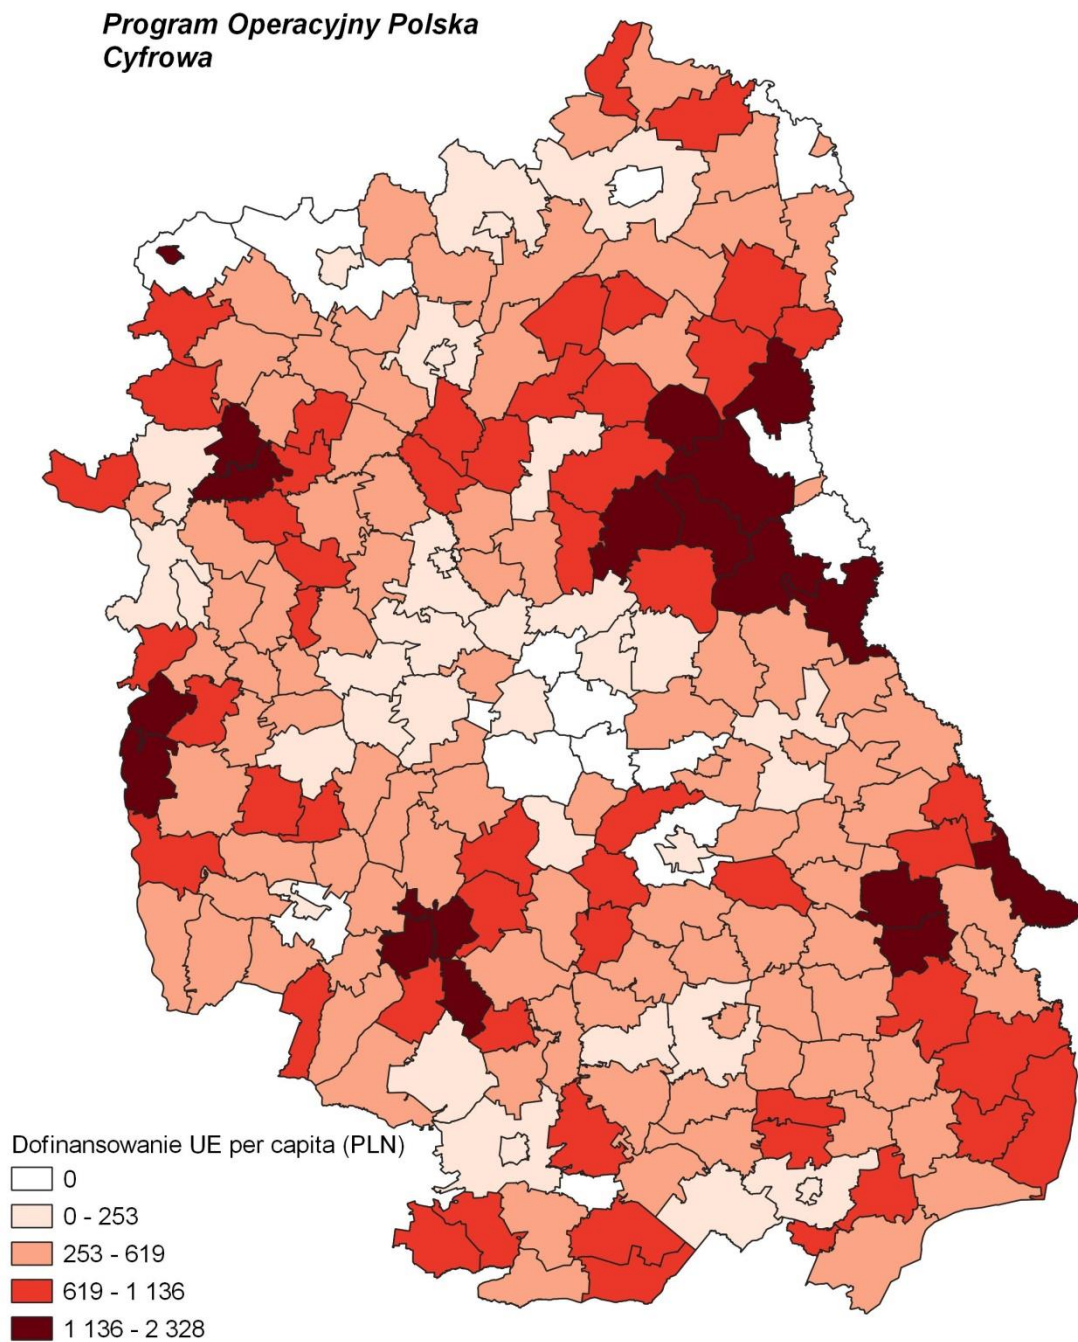 Program Operacyjny Polska
Cyfrowa
Dofinansowanie UE per capita (PLN)
0
0 - 253
253 - 619
619 - 1 136
1 136 - 2 328